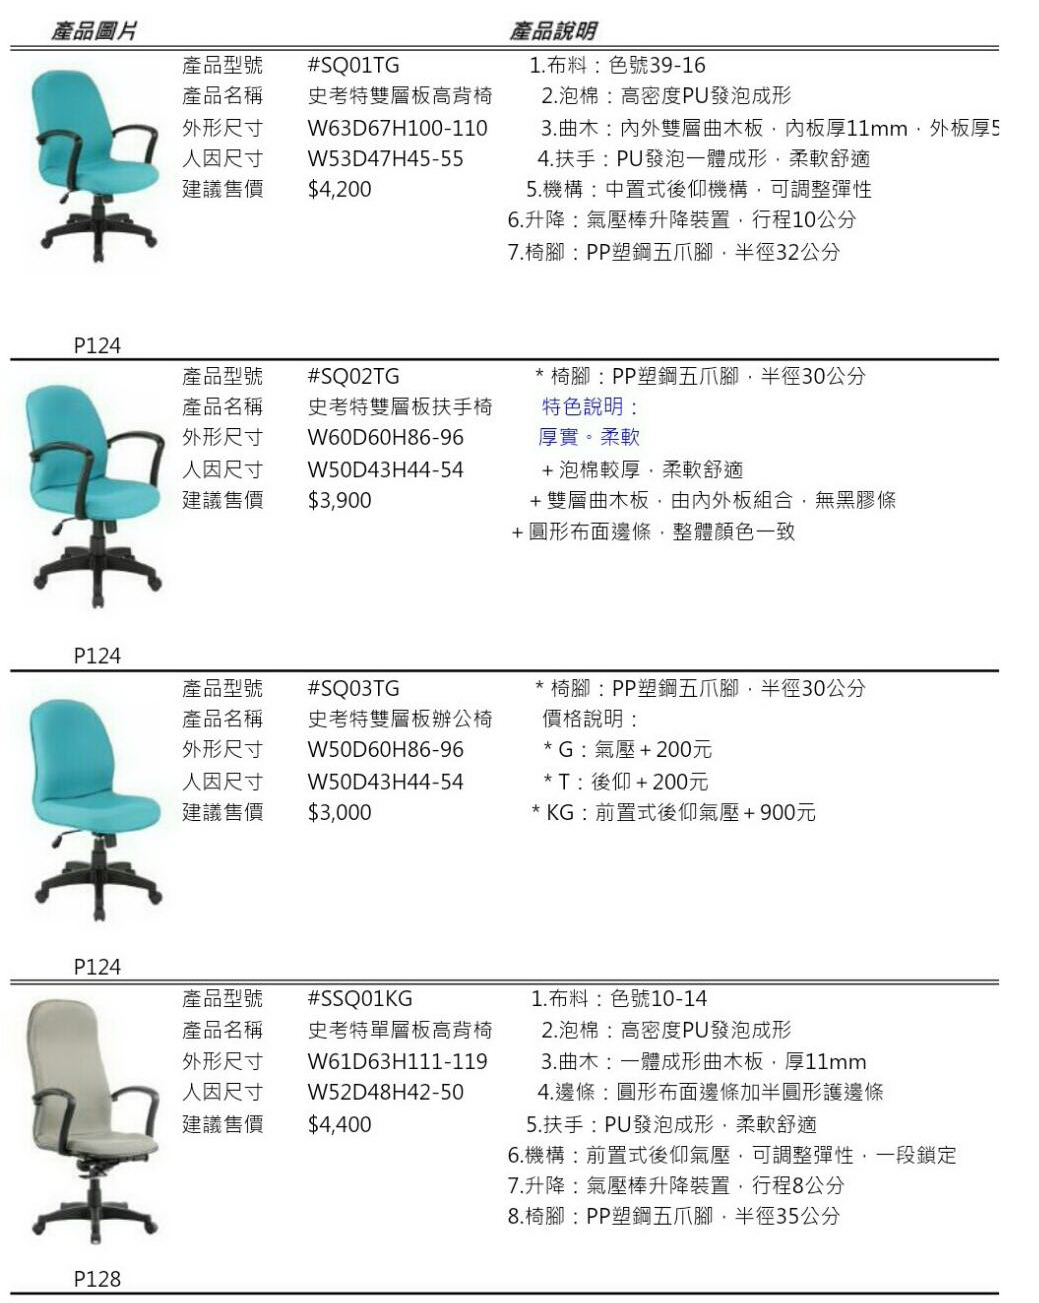 產品圖片 產品說明
產品型號 #SQ01TG 1.布料：色號39-16
產品名稱 史考特雙層板高背椅 2.泡棉：高密度PU發泡成形
外形尺寸 W63D67H100-110 3.曲木：內外雙層曲木板，內板厚11mm，外板厚5
人因尺寸 W53D47H45-55 4.扶手：PU發泡一體成形，柔軟舒適
建議售價 $4,200 5.機構：中置式後仰機構，可調整彈性
6.升降：氣壓棒升降裝置，行程10公分
7.椅腳：PP塑鋼五爪腳，半徑32公分
P124
產品型號 #SQ02TG * 椅腳：PP塑鋼五爪腳，半徑30公分
產品名稱 史考特雙層板扶手椅 特色說明：
外形尺寸 W60D60H86-96 厚實。柔軟
人因尺寸 W50D43H44-54 + 泡棉較厚，柔軟舒適
建議售價 $3,900 + 雙層曲木板，由內外板組合，無黑膠條
+ 圓形布面邊條，整體顏色一致
P124
產品型號 #SQ03TG * 椅腳：PP塑鋼五爪腳，半徑30公分
產品名稱 史考特雙層板辦公椅 價格說明：
外形尺寸 W50D60H86-96 * G：氣壓+200元
人因尺寸 W50D43H44-54 * T：後仰+200元
建議售價 $3,000 * KG：前置式後仰氣壓+900元
P124
產品型號 #SSQ01KG 1.布料：色號10-14
產品名稱 史考特單層板高背椅 2.泡棉：高密度PU發泡成形
外形尺寸 W61D63H111-119 3.曲木：一體成形曲木板，厚11mm
人因尺寸 W52D48H42-50 4.邊條：圓形布面邊條加半圓形護邊條
建議售價 $4,400 5.扶手：PU發泡成形，柔軟舒適
6.機構：前置式後仰氣壓，可調整彈性，一段鎖定
7.升降：氣壓棒升降裝置，行程8公分
8.椅腳：PP塑鋼五爪腳，半徑35公分
P128